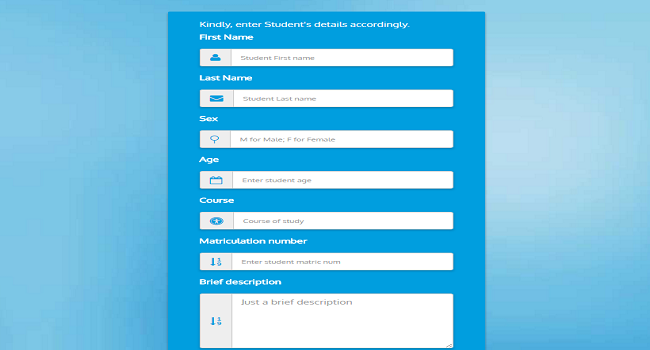 Kindly, enter Student's details accordingly.
First Name
Student First name
Last Name
Student Last name
Sex
M for Male; F for Female
Age
Enter student age
Course
Course of study
Matriculation number
Enter student matric num
Brief description
Just a brief description